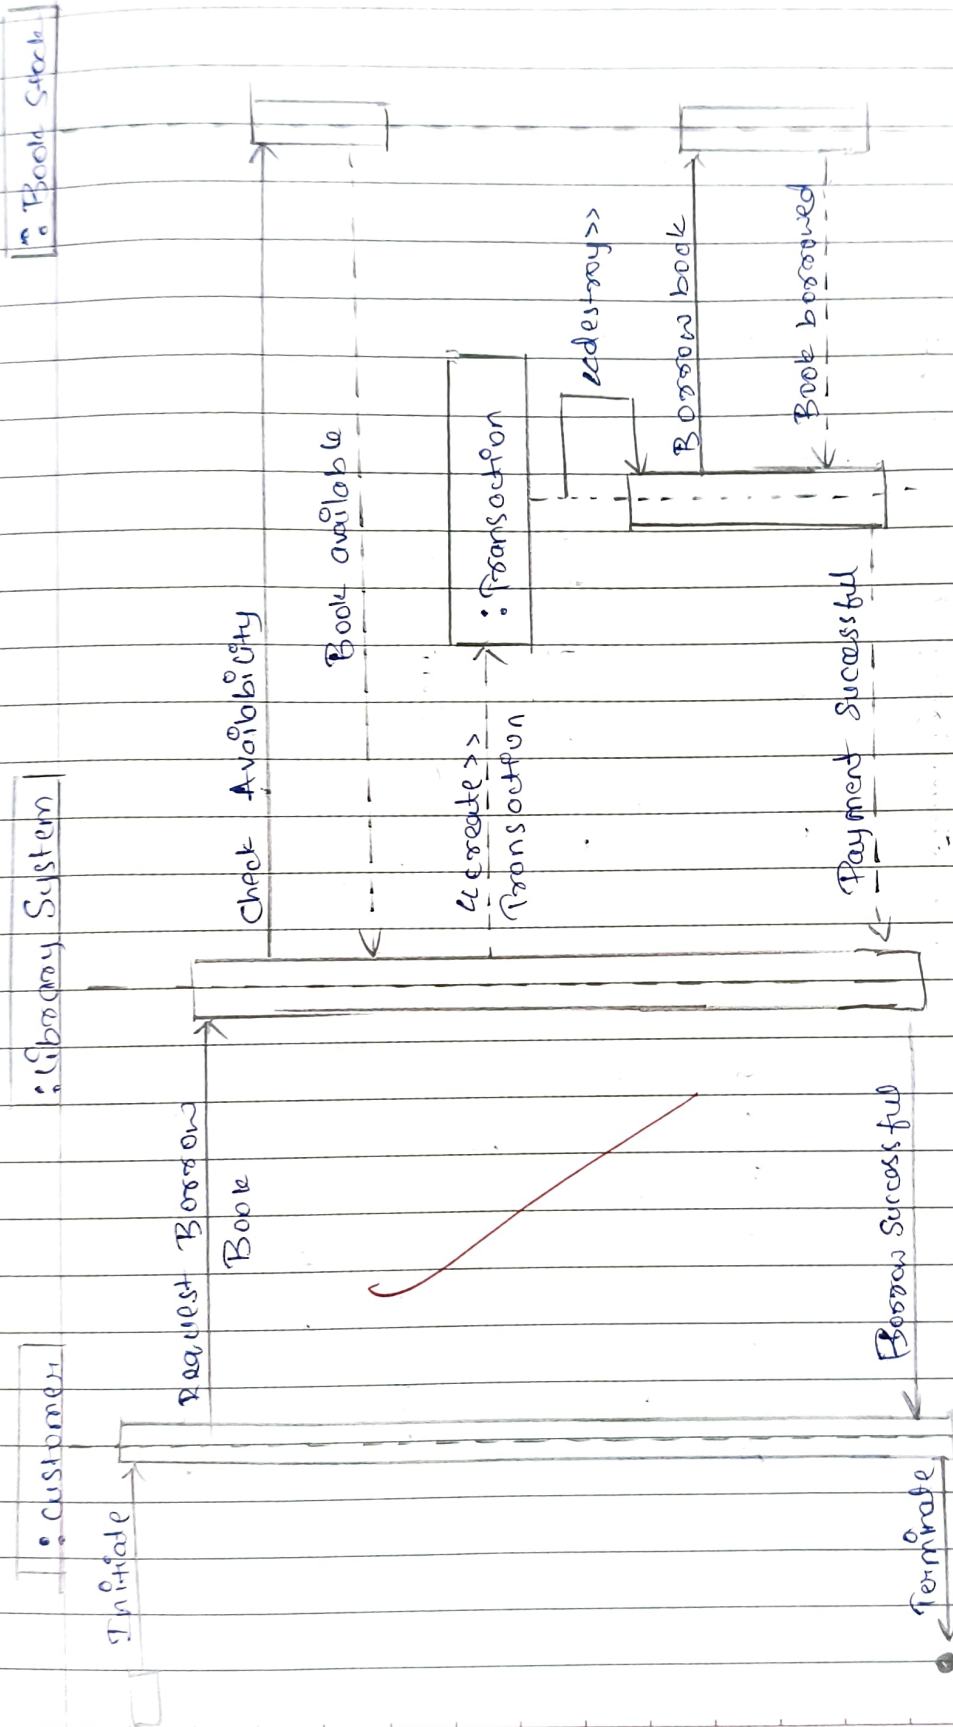 : Customer
: Library System
: Book Stock
Initiate
Request Borrow
Book
Check Availability
Book available
<<create>>
Transaction
: Transaction
<<destroy>>
Borrow book
Book borrowed
Payment Successful
Borrow Successful
Terminate